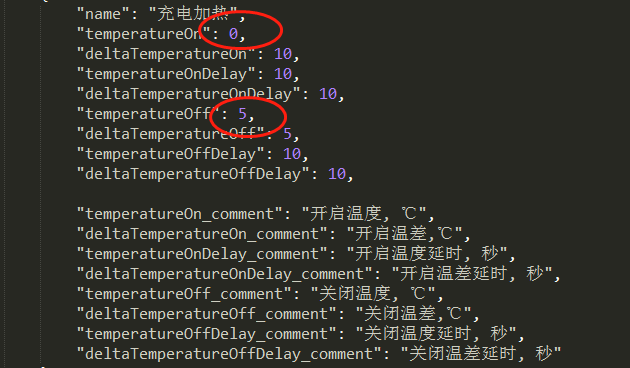 "name": "充电加热",
"temperatureOn": 0,
"deltaTemperatureOn": 10,
"temperatureOnDelay": 10,
"deltaTemperatureOnDelay": 10,
"temperatureOff": 5,
"deltaTemperatureOff": 5,
"temperatureOffDelay": 10,
"deltaTemperatureOffDelay": 10,
"temperatureOn_comment": "开启温度, ℃",
"deltaTemperatureOn_comment": "开启温差,℃",
"temperatureOnDelay_comment": "开启温度延时, 秒",
"deltaTemperatureOnDelay_comment": "开启温差延时, 秒",
"temperatureOff_comment": "关闭温度, ℃",
"deltaTemperatureOff_comment": "关闭温差,℃",
"temperatureOffDelay_comment": "关闭温度延时, 秒",
"deltaTemperatureOffDelay_comment": "关闭温差延时, 秒"